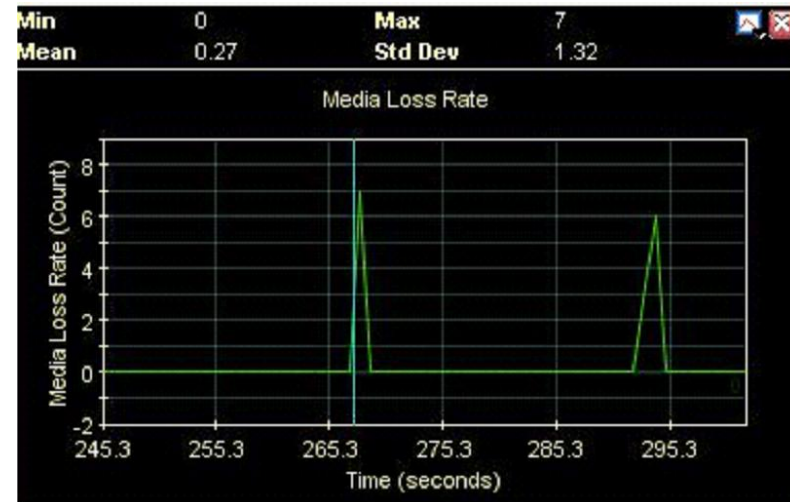 Min 0 Max 7
Mean 0.27 Std Dev 1.32
Media Loss Rate
Media Loss Rate (Count)
8
6
4
2
0
-2
0
245.3 255.3 265.3 275.3 285.3 295.3
Time (seconds)